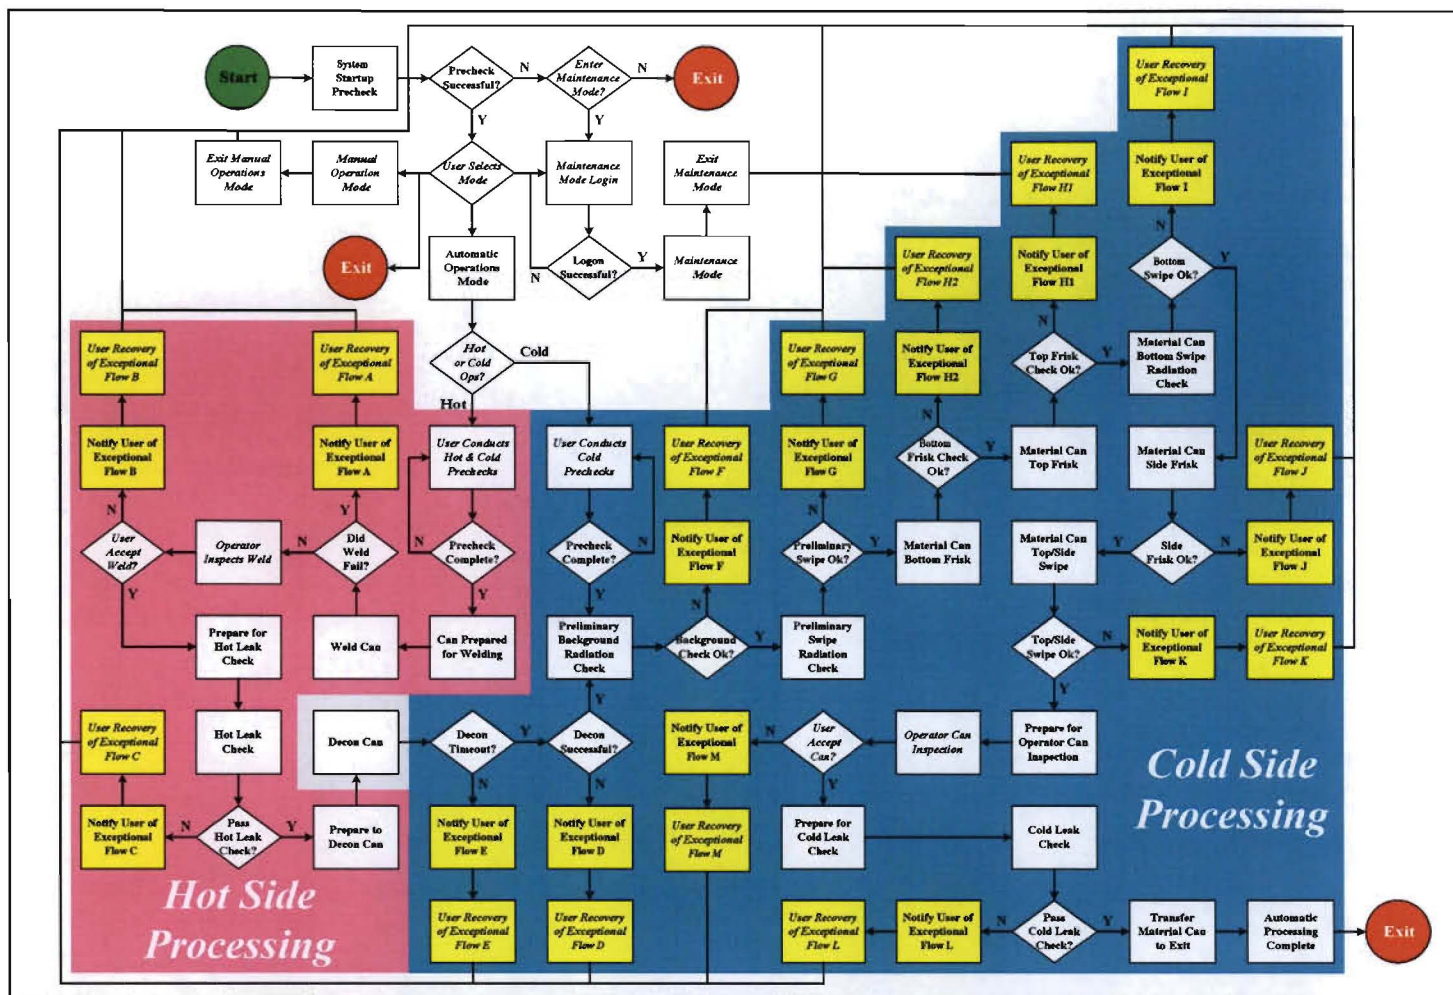 Start
System
Startup
Precheck
Precheck
Successful?
N
Enter
Maintenance
Mode?
N
Exit
Y
Y
Exit Manual
Operations
Mode
Manual
Operation
Mode
User Selects
Mode
Maintenance
Mode Login
Exit
Maintenance
Mode
Exit
Automatic
Operations
Mode
N
Logon
Successful?
Y
Maintenance
Mode
Hot
or Cold
Ops?
Cold
Hot
User Recovery
of Exceptional
Flow B
User Recovery
of Exceptional
Flow A
Notify User of
Exceptional
Flow B
Notify User of
Exceptional
Flow A
User Conducts
Hot & Cold
Prechecks
N
Y
User
Accept
Weld?
Operator
Inspects Weld
N
Did
Weld
Fail?
N
Precheck
Complete?
Y
Y
Prepare for
Hot Leak
Check
Weld Can
Can Prepared
for Welding
User Recovery
of Exceptional
Flow C
Hot Leak
Check
Decon Can
Notify User of
Exceptional
Flow C
N
Pass
Hot Leak
Check?
Y
Prepare to
Decon Can
Hot Side
Processing
User Conducts
Cold
Prechecks
Precheck
Complete?
N
Y
Preliminary
Background
Radiation
Check
Y
Decon
Timeout?
Y
Decon
Successful?
N
N
Notify User of
Exceptional
Flow E
Notify User of
Exceptional
Flow D
User Recovery
of Exceptional
Flow E
User Recovery
of Exceptional
Flow D
User Recovery
of Exceptional
Flow F
Notify User of
Exceptional
Flow F
N
Background
Check Ok?
Y
Preliminary
Swipe
Radiation
Check
User Recovery
of Exceptional
Flow G
Notify User of
Exceptional
Flow G
N
Preliminary
Swipe Ok?
Y
Material Can
Bottom Frisk
User Recovery
of Exceptional
Flow H2
Notify User of
Exceptional
Flow H2
N
Bottom
Frisk Check
Ok?
Y
Material Can
Top Frisk
User Recovery
of Exceptional
Flow H1
Notify User of
Exceptional
Flow H1
N
Top Frisk
Check Ok?
Y
Material Can
Bottom Swipe
Radiation
Check
User Recovery
of Exceptional
Flow I
Notify User of
Exceptional
Flow I
N
Bottom
Swipe Ok?
Y
Material Can
Side Frisk
User Recovery
of Exceptional
Flow J
Material Can
Top/Side
Swipe
Y
Side
Frisk Ok?
N
Notify User of
Exceptional
Flow J
Top/Side
Swipe Ok?
N
Notify User of
Exceptional
Flow K
User Recovery
of Exceptional
Flow K
Y
Notify User of
Exceptional
Flow M
N
User
Accept
Can?
Operator Can
Inspection
Prepare for
Operator Can
Inspection
Y
User Recovery
of Exceptional
Flow M
Prepare for
Cold Leak
Check
Cold Leak
Check
Cold Side
Processing
User Recovery
of Exceptional
Flow L
Notify User of
Exceptional
Flow L
N
Pass
Cold Leak
Check?
Y
Transfer
Material Can
to Exit
Automatic
Processing
Complete
Exit